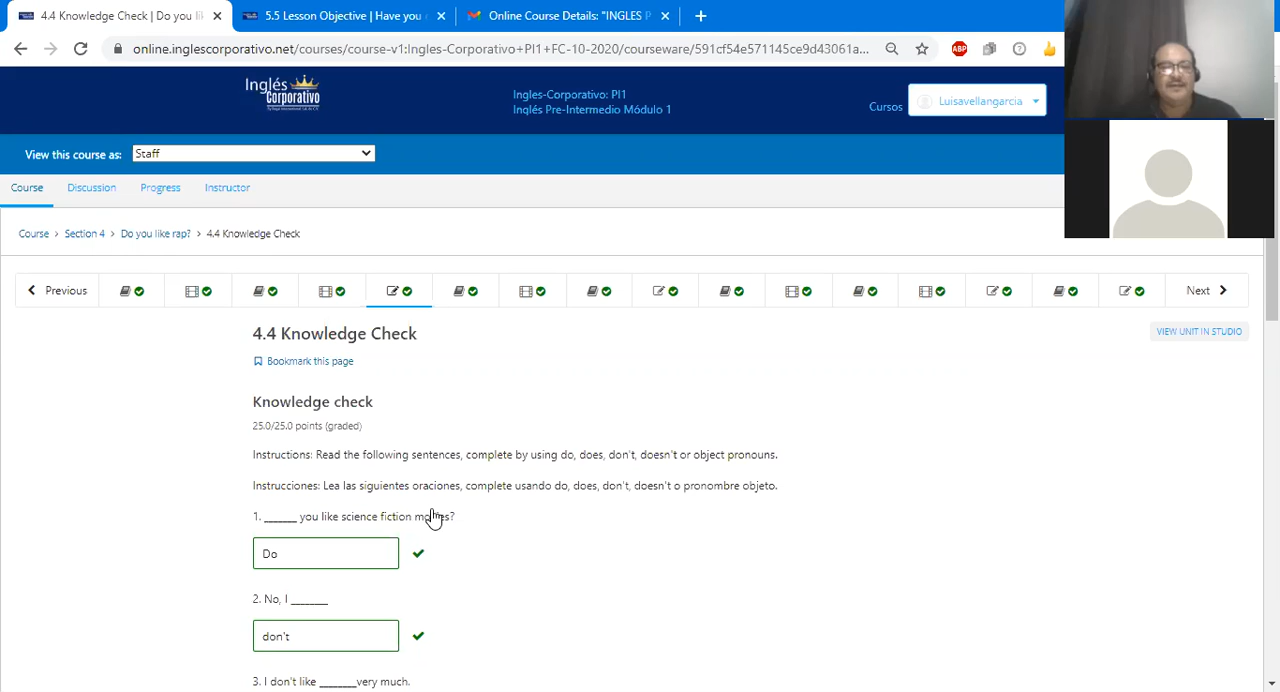 4.4 Knowledge Check | Do you li
5.5 Lesson Objective | Have you
Online Course Details: "INGLES P
online.inglescorporativo.net/courses/course-v1:Ingles-Corporativo+PI1+FC-10-2020/courseware/591cf54e571145ce9d43061a...
ABP
Inglés
Corporativo
Ingles-Corporativo: PI1
Inglés Pre-Intermedio Módulo 1
Cursos
Luisavellangarcia
View this course as:
Staff
Course
Discussion
Progress
Instructor
Course > Section 4 > Do you like rap? > 4.4 Knowledge Check
Previous
Next
4.4 Knowledge Check
VIEW UNIT IN STUDIO
Bookmark this page
Knowledge check
25.0/25.0 points (graded)
Instructions: Read the following sentences, complete by using do, does, don't, doesn't or object pronouns.
Instrucciones: Lea las siguientes oraciones, complete usando do, does, don't, doesn't o pronombre objeto.
1. _______ you like science fiction movies?
Do
2. No, I ________
don't
3. I don't like ________very much.